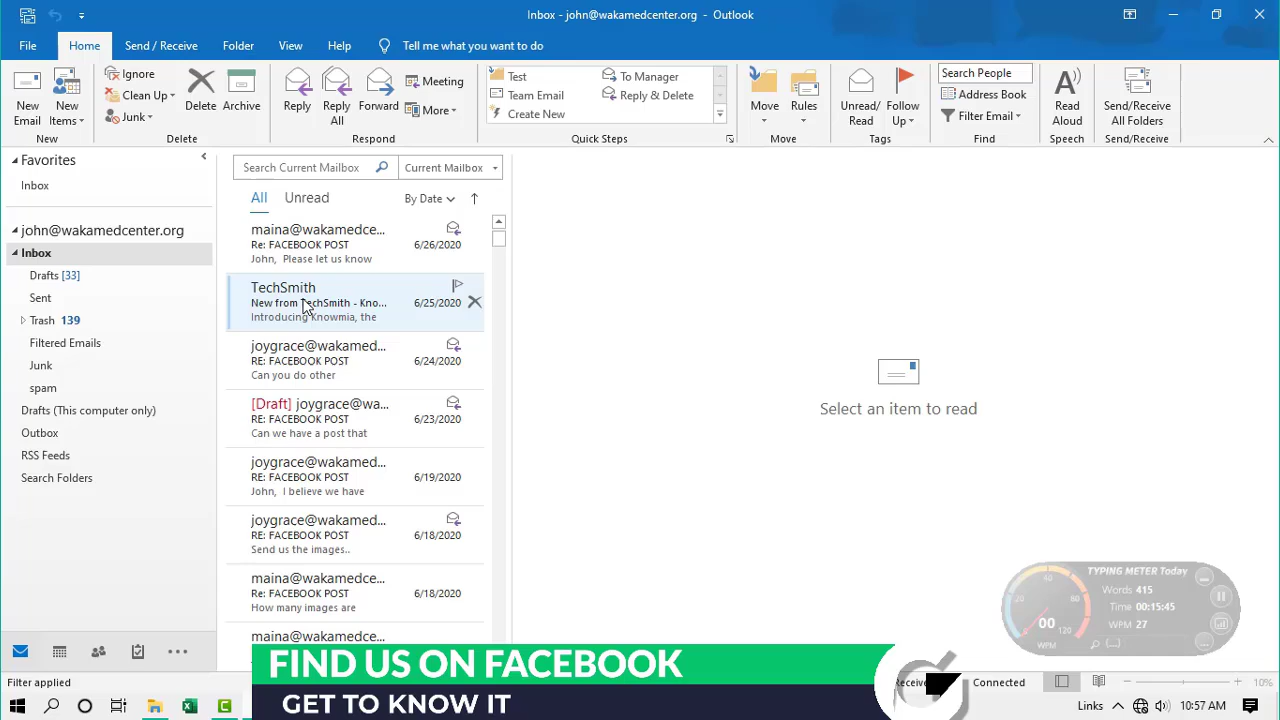 Inbox - john@wakamedcenter.org - Outlook
File Home Send / Receive Folder View Help Tell me what you want to do
New Email
New Items
Ignore
Clean Up
Junk
Delete
Archive
Reply
Reply All
Forward
Meeting
More
Test
Team Email
Create New
To Manager
Reply & Delete
Move
Rules
Unread/ Read
Follow Up
Search People
Address Book
Filter Email
Read Aloud
Send/Receive All Folders
New Delete Respond Quick Steps Move Tags Find Speech Send/Receive
Favorites
Inbox
john@wakamedcenter.org
Inbox
Drafts [33]
Sent
Trash 139
Filtered Emails
Junk
spam
Drafts (This computer only)
Outbox
RSS Feeds
Search Folders
Search Current Mailbox Current Mailbox
All Unread By Date
maina@wakamedce...
Re: FACEBOOK POST 6/26/2020
John, Please let us know
TechSmith
New from TechSmith - Kno... 6/25/2020
Introducing Knowmia, the
joygrace@wakamed...
RE: FACEBOOK POST 6/24/2020
Can you do other
[Draft] joygrace@wa...
RE: FACEBOOK POST 6/23/2020
Can we have a post that
joygrace@wakamed...
RE: FACEBOOK POST 6/19/2020
John, I believe we have
joygrace@wakamed...
RE: FACEBOOK POST 6/18/2020
Send us the images..
maina@wakamedce...
RE: FACEBOOK POST 6/18/2020
How many images are
maina@wakamedce...
Select an item to read
TYPING METER Today
Words 415
Time 00:15:45
WPM 27
20 40 80 120
00
WPM
FIND US ON FACEBOOK
GET TO KNOW IT
Filter applied
Connected
10%
Links 10:57 AM